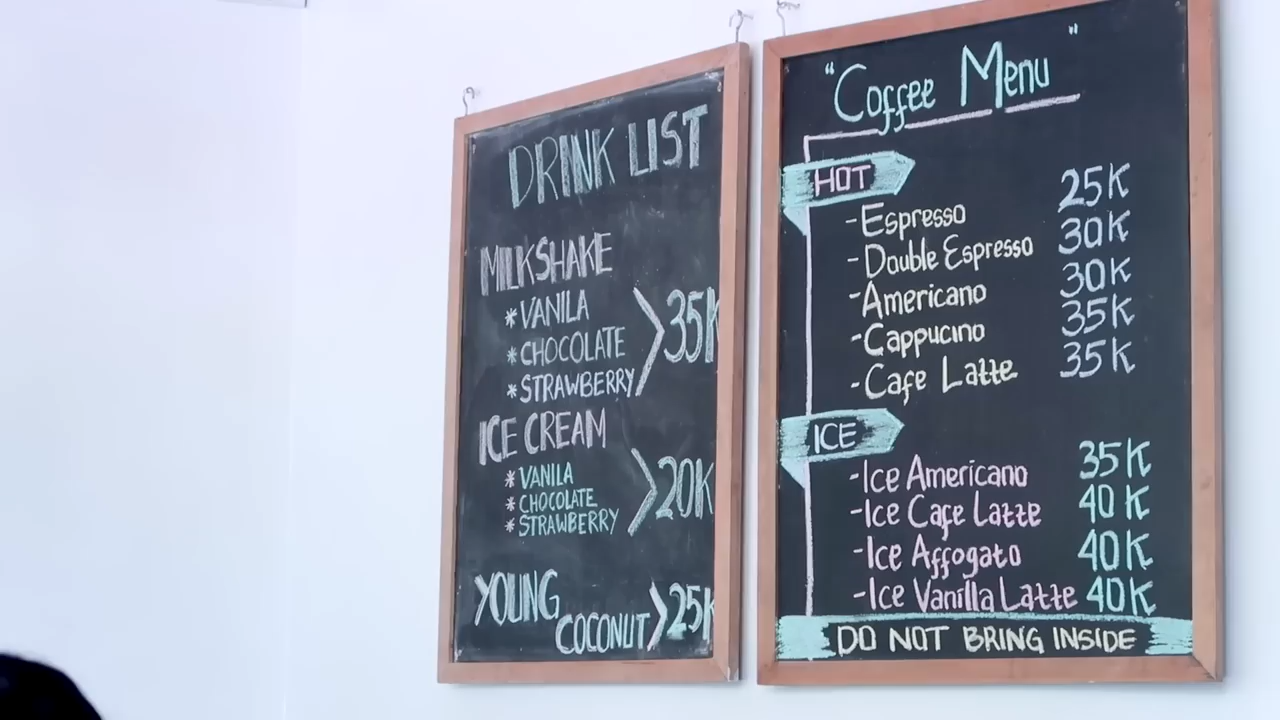 DRINK LIST
MILKSHAKE
*VANILA
*CHOCOLATE
*STRAWBERRY
>35K
ICE CREAM
*VANILA
*CHOCOLATE
*STRAWBERRY
>20K
YOUNG
COCONUT>25K
"Coffee Menu"
HOT
-Espresso 25K
-Double Espresso 30K
-Americano 30K
-Cappucino 35K
-Cafe Latte 35K
ICE
-Ice Americano 35K
-Ice Cafe Latte 40K
-Ice Affogato 40K
-Ice Vanilla Latte 40K
DO NOT BRING INSIDE